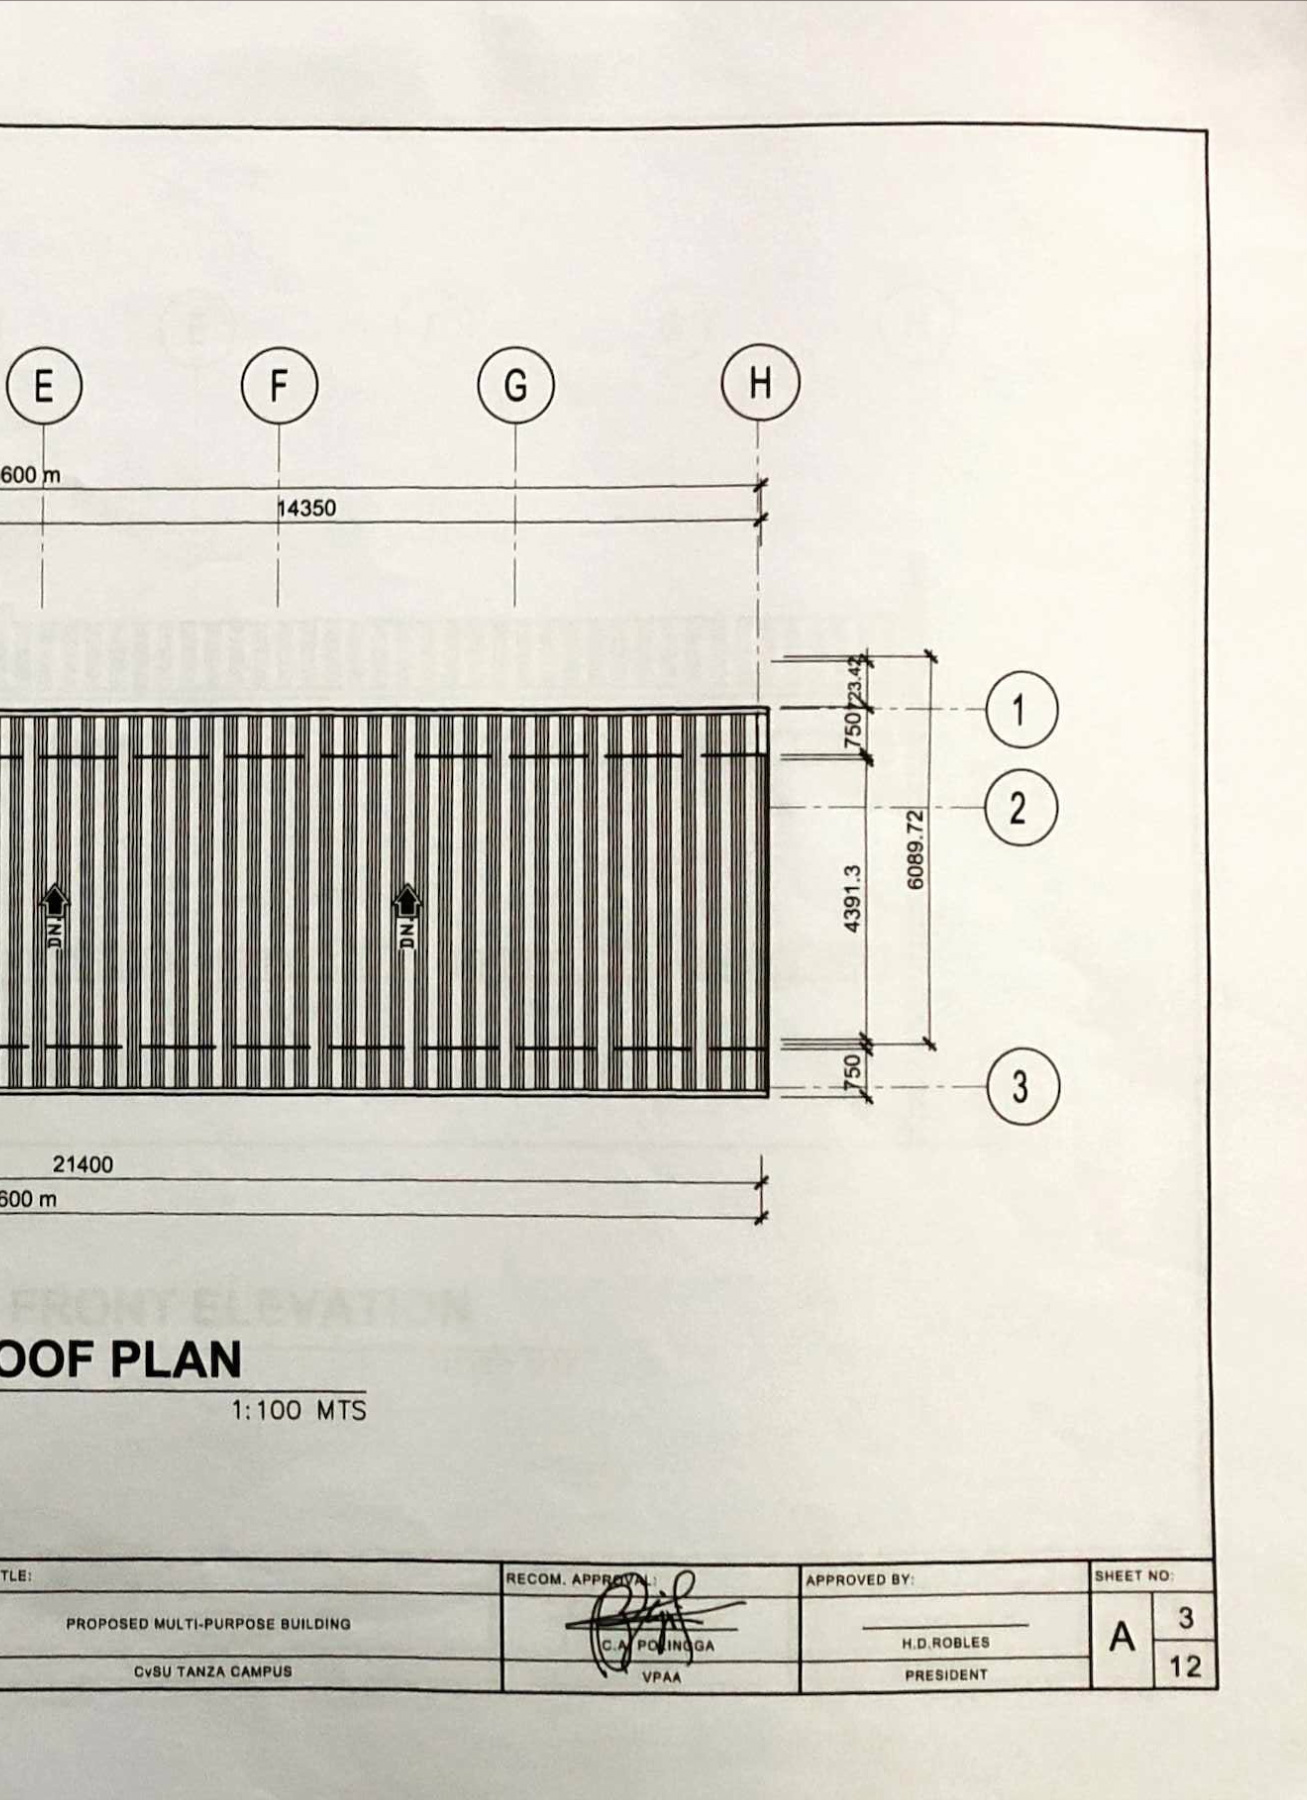 E F G H
600 m
14350
723.42
1
750
2
6089.72
4391.3
DN. DN.
750
3
21400
600 m
FRONT ELEVATION
OOF PLAN
1:100 MTS
TLE:
RECOM. APPROVAL:
APPROVED BY:
SHEET NO:
PROPOSED MULTI-PURPOSE BUILDING
C.A. POLINGGA
H.D.ROBLES
A
3
12
CvSU TANZA CAMPUS
VPAA
PRESIDENT